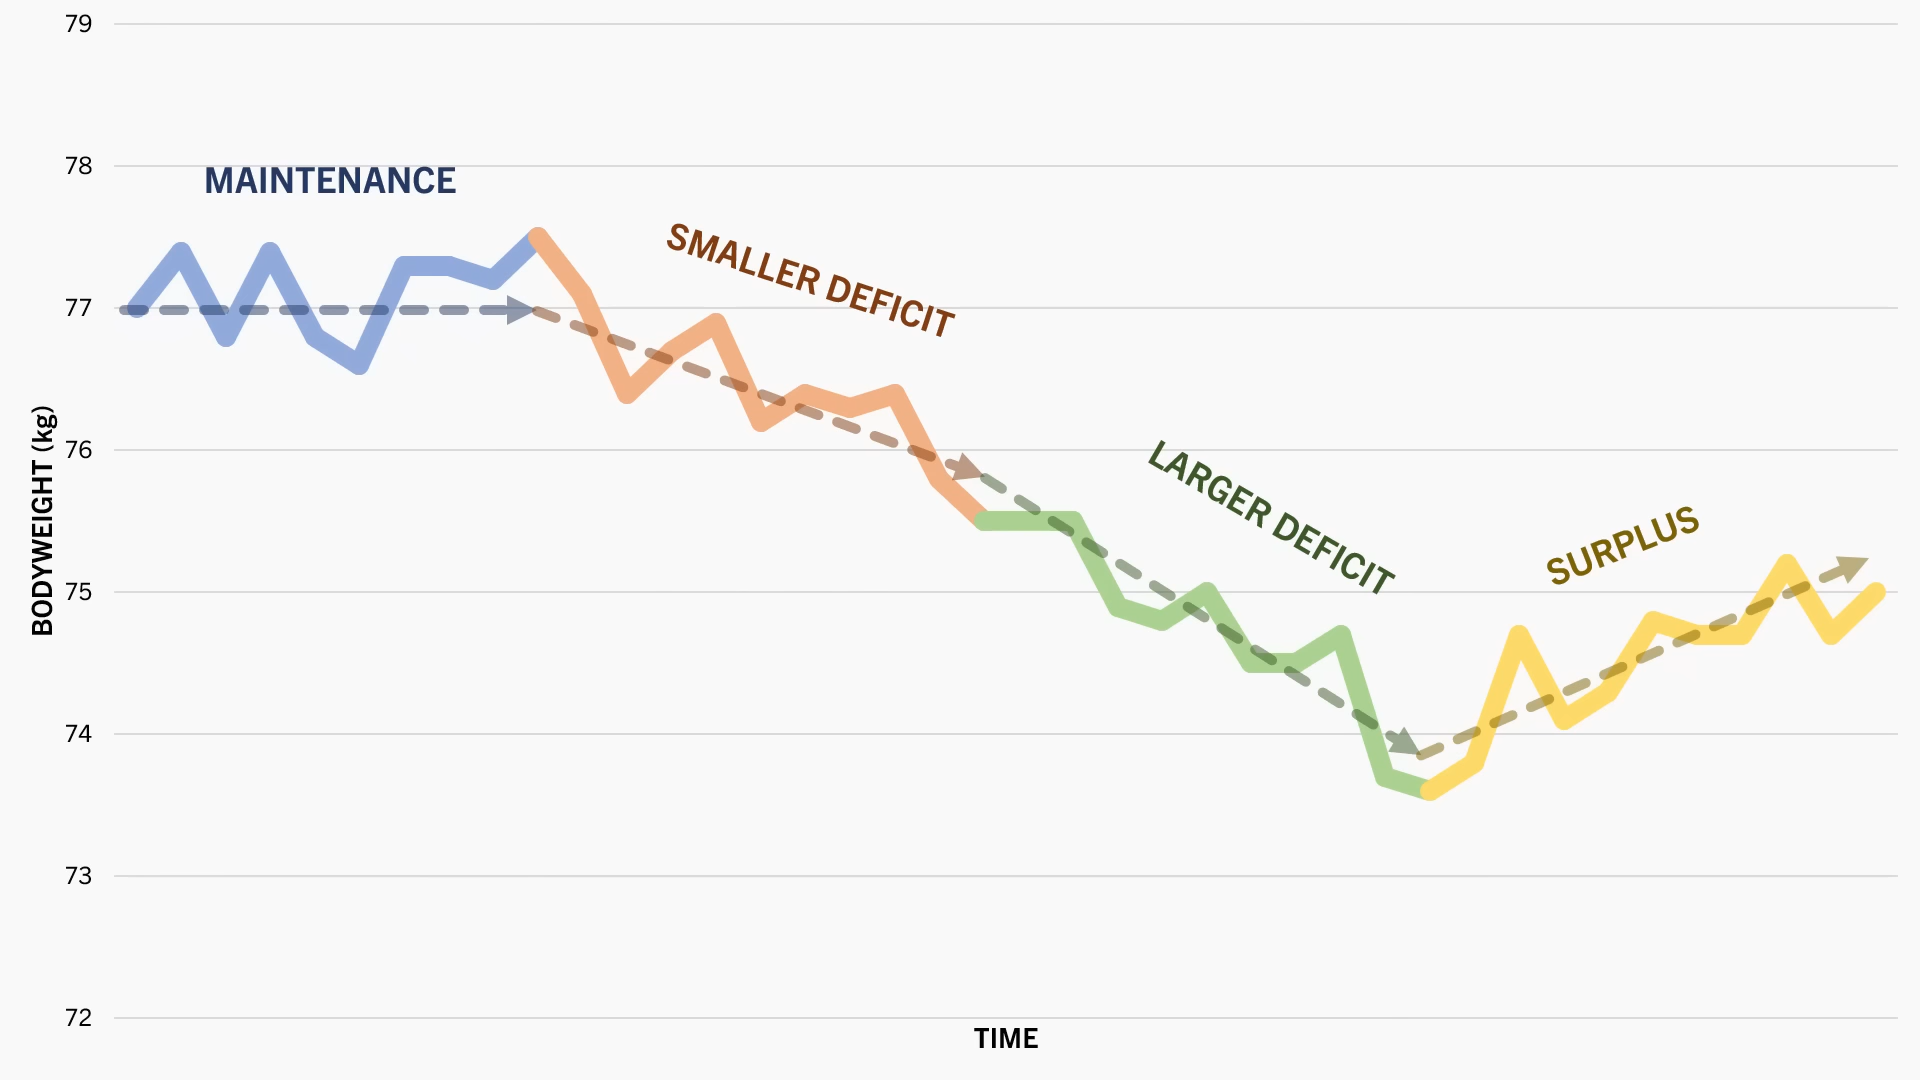 79
78
77
76
75
74
73
72
BODYWEIGHT (kg)
MAINTENANCE
SMALLER DEFICIT
LARGER DEFICIT
SURPLUS
TIME